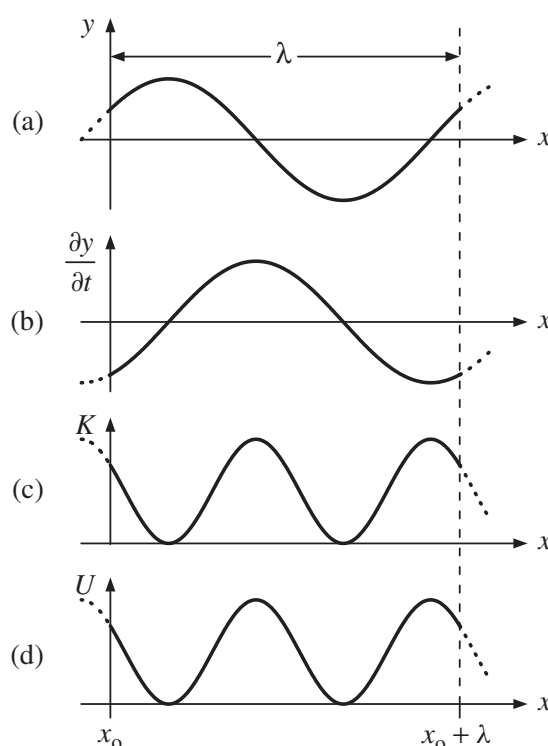 y
λ
(a)
x
∂y
∂t
(b)
x
K
(c)
x
U
(d)
x
x₀
x₀ + λ